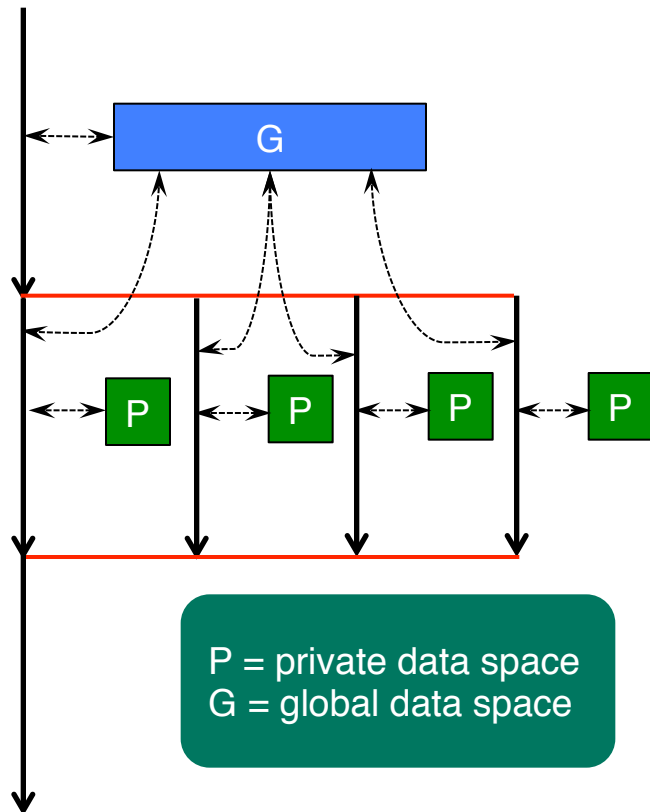 G
P
P
P
P
P = private data space
G = global data space